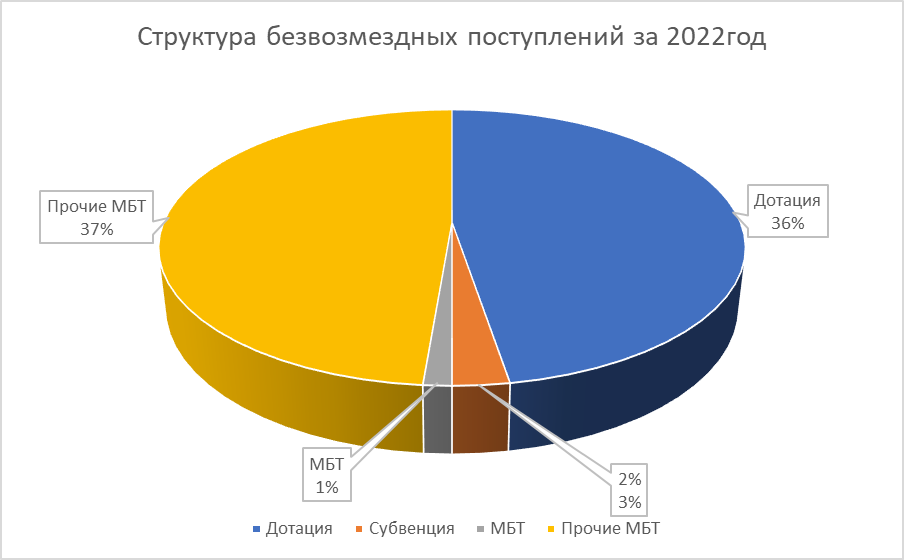 Структура безвозмездных поступлений за 2022год
Прочие МБТ
37%
Дотация
36%
МБТ
1%
2%
3%
Дотация Субвенция МБТ Прочие МБТ